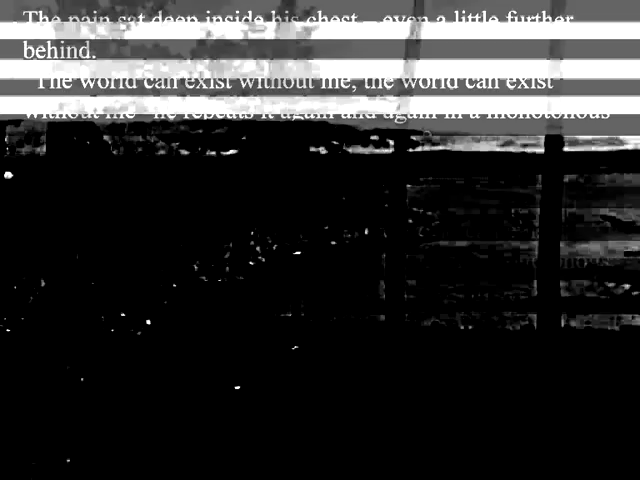 The pain sat deep inside his chest – even a little further
behind.
"The world can exist without me, the world can exist
without me" he repeats it again and again in a monotonous